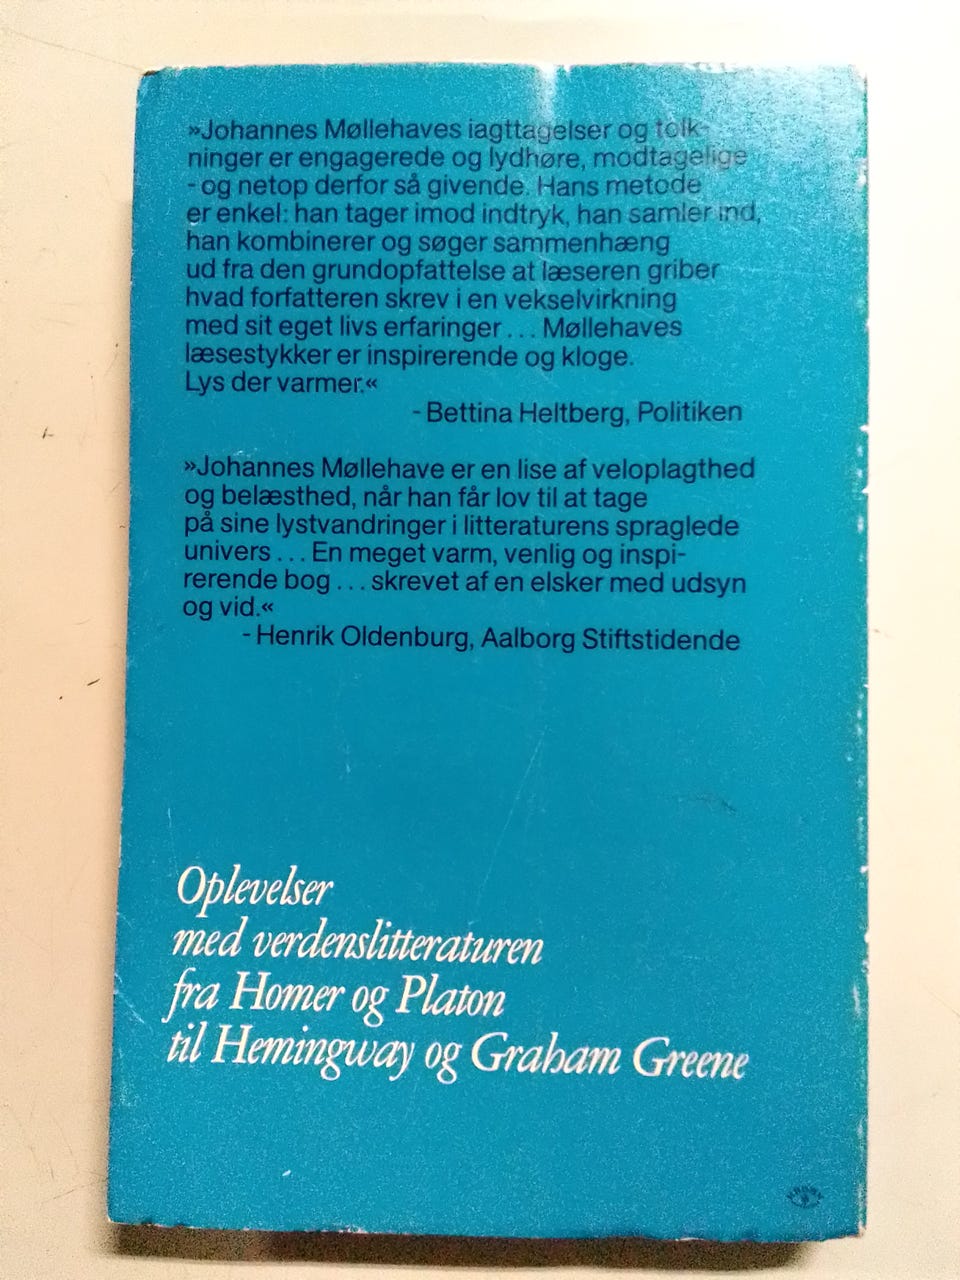 »Johannes Møllehaves iagttagelser og tolk-
ninger er engagerede og lydhøre, modtagelige
- og netop derfor så givende. Hans metode
er enkel: han tager imod indtryk, han samler ind,
han kombinerer og søger sammenhæng
ud fra den grundopfattelse at læseren griber
hvad forfatteren skrev i en vekselvirkning
med sit eget livs erfaringer . . . Møllehaves
læsestykker er inspirerende og kloge.
Lys der varmer.«
- Bettina Heltberg, Politiken
»Johannes Møllehave er en lise af veloplagthed
og belæsthed, når han får lov til at tage
på sine lystvandringer i litteraturens spraglede
univers . . . En meget varm, venlig og inspi-
rerende bog . . . skrevet af en elsker med udsyn
og vid.«
- Henrik Oldenburg, Aalborg Stiftstidende
Oplevelser
med verdenslitteraturen
fra Homer og Platon
til Hemingway og Graham Greene